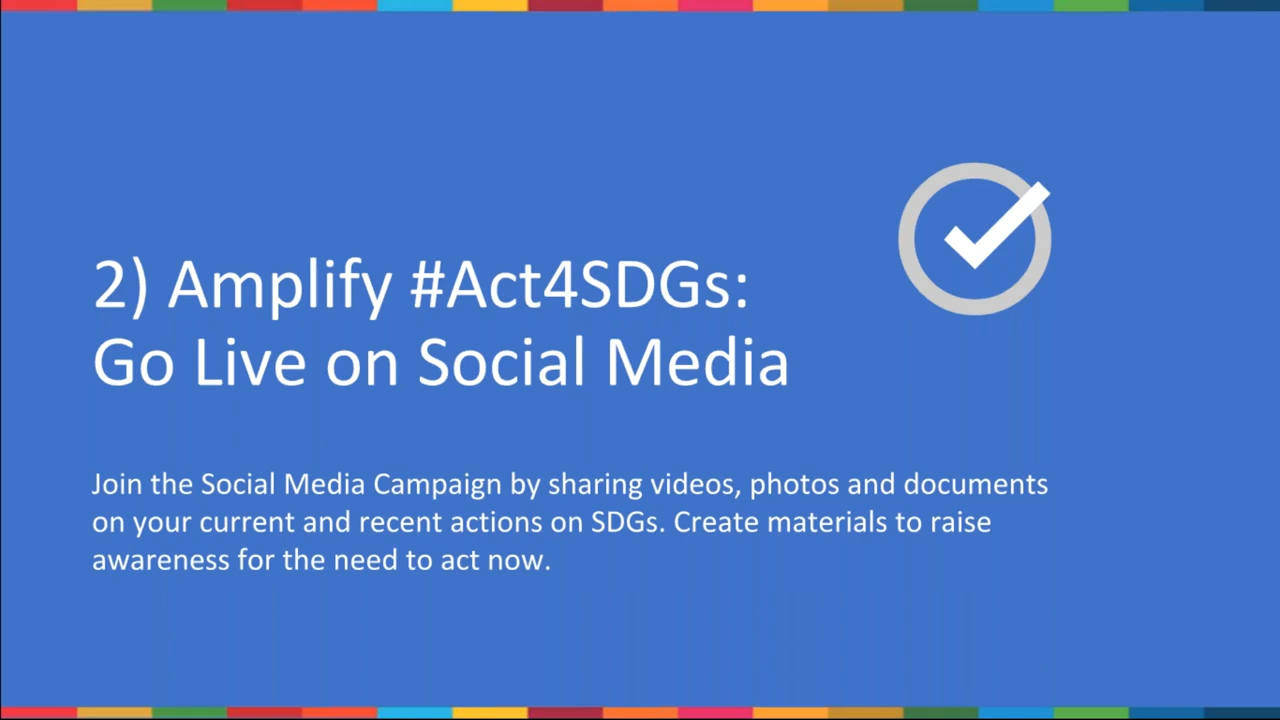 2) Amplify #Act4SDGs:
Go Live on Social Media
Join the Social Media Campaign by sharing videos, photos and documents
on your current and recent actions on SDGs. Create materials to raise
awareness for the need to act now.